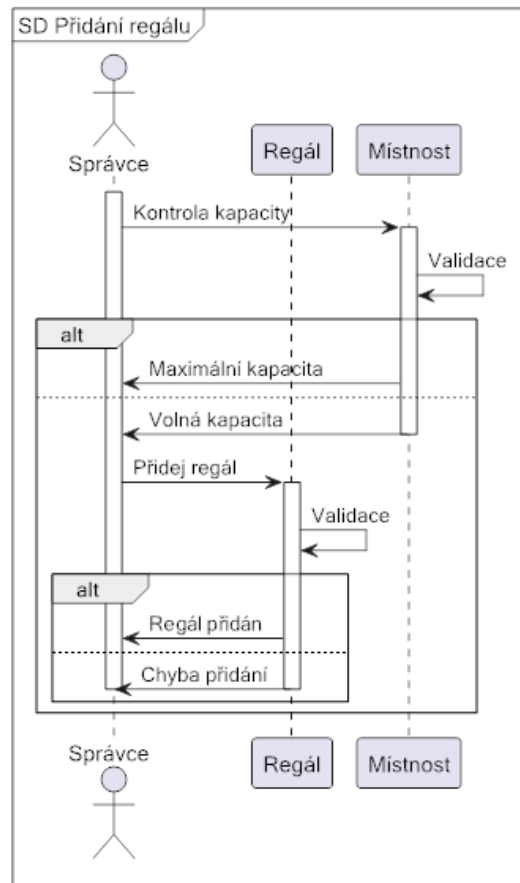 SD Přidání regálu
Správce
Regál
Místnost
Kontrola kapacity
Validace
alt
Maximální kapacita
Volná kapacita
Přidej regál
Validace
alt
Regál přidán
Chyba přidání
Správce
Regál
Místnost